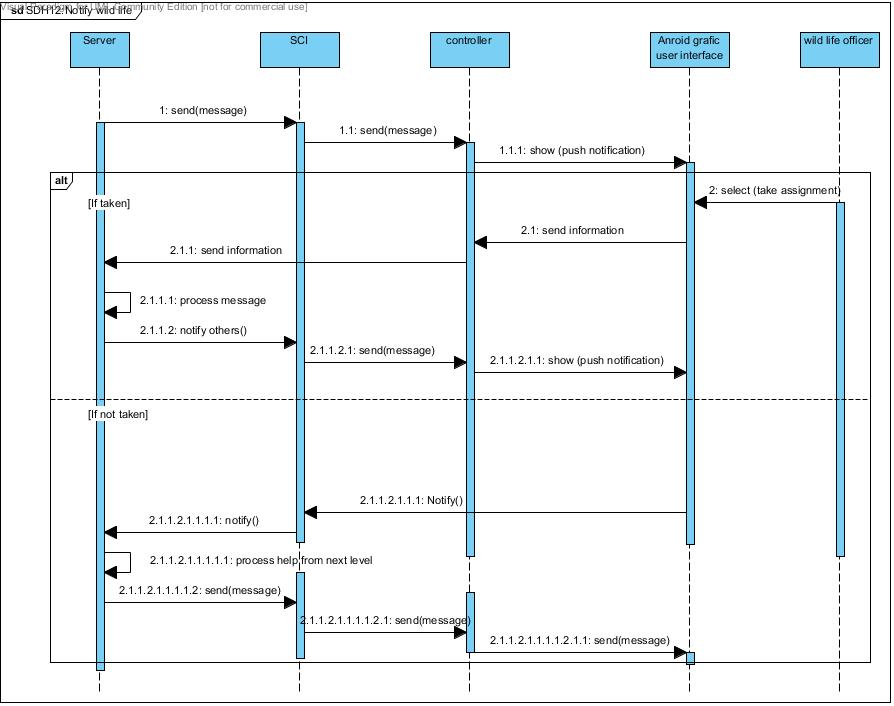 Visual Paradigm for UML Community Edition [not for commercial use]
sd SDH12:Notify wild life
Server
SCI
controller
Anroid grafic
user interface
wild life officer
1: send(message)
1.1: send(message)
1.1.1: show (push notification)
alt
2: select (take assignment)
[If taken]
2.1: send information
2.1.1: send information
2.1.1.1: process message
2.1.1.2: notify others()
2.1.1.2.1: send(message)
2.1.1.2.1.1: show (push notification)
[If not taken]
2.1.1.2.1.1.1: Notify()
2.1.1.2.1.1.1.1: notify()
2.1.1.2.1.1.1.1.1: process help from next level
2.1.1.2.1.1.1.1.2: send(message)
2.1.1.2.1.1.1.1.2.1: send(message)
2.1.1.2.1.1.1.1.2.1.1: send(message)